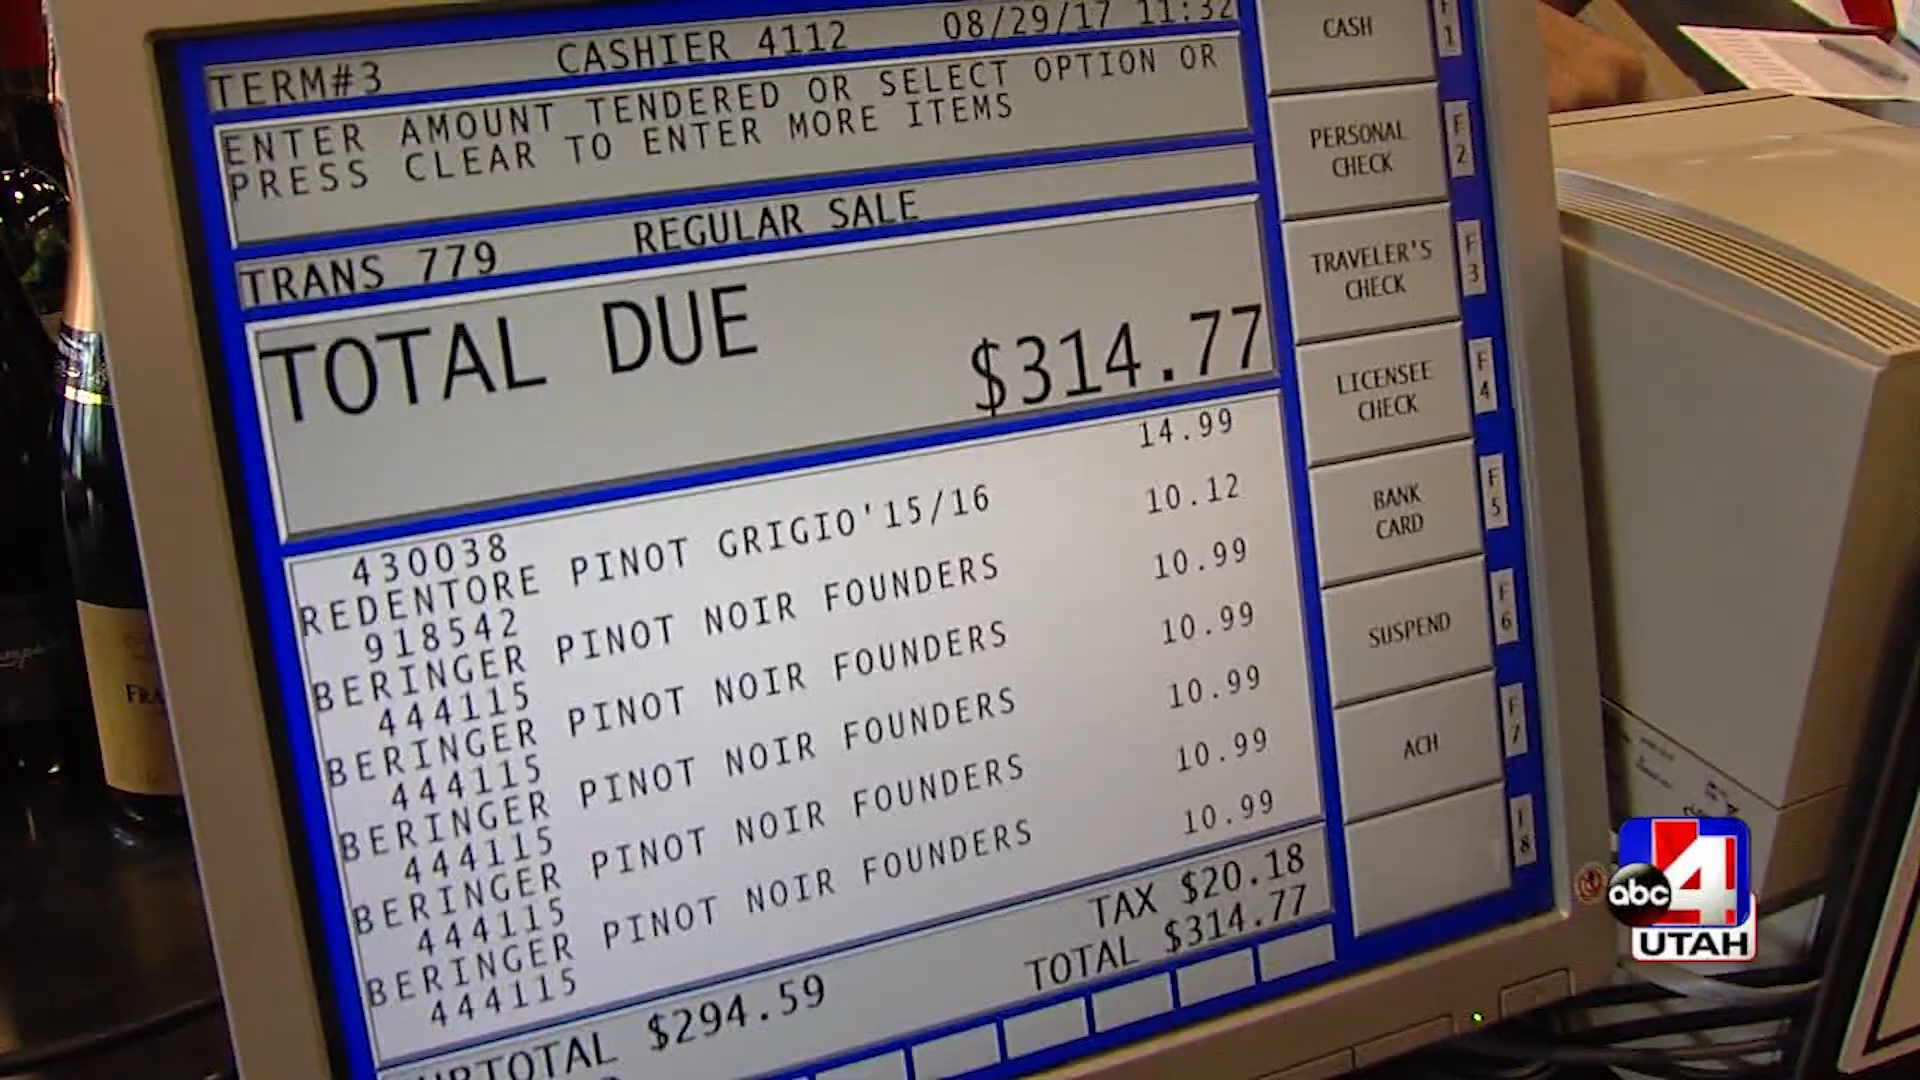 TERM#3 CASHIER 4112 08/29/17 11:32
ENTER AMOUNT TENDERED OR SELECT OPTION OR
PRESS CLEAR TO ENTER MORE ITEMS
TRANS 779 REGULAR SALE
TOTAL DUE
$314.77
14.99
430038
REDENTORE PINOT GRIGIO'15/16 10.12
918542
BERINGER PINOT NOIR FOUNDERS 10.99
444115
BERINGER PINOT NOIR FOUNDERS 10.99
444115
BERINGER PINOT NOIR FOUNDERS 10.99
444115
BERINGER PINOT NOIR FOUNDERS 10.99
444115
BERINGER PINOT NOIR FOUNDERS 10.99
444115
TAX $20.18
SUBTOTAL $294.59 TOTAL $314.77
CASH F1
PERSONAL CHECK F2
TRAVELER'S CHECK F3
LICENSEE CHECK F4
BANK CARD F5
SUSPEND F6
ACH F7
F8
FRA
abc 4
UTAH